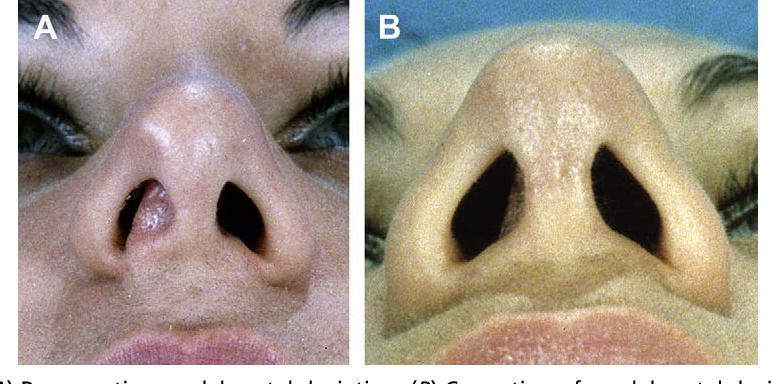 A B
A) Preoperative caudal septal deviation. (B) Correction of caudal septal